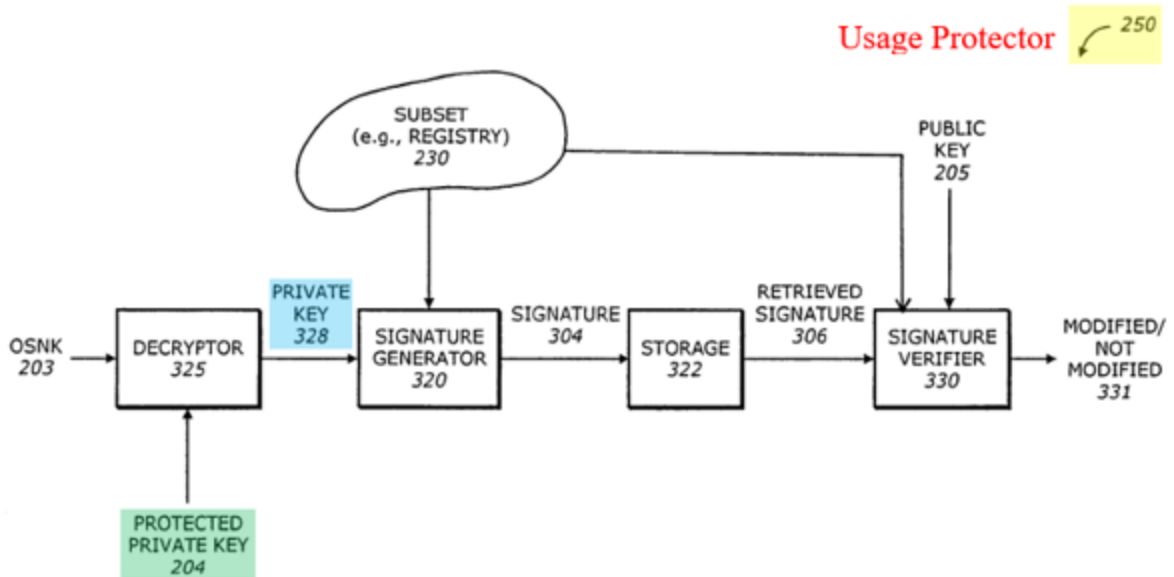 Usage Protector
250
SUBSET
(e.g., REGISTRY)
230
PUBLIC
KEY
205
PRIVATE
KEY
328
OSNK
203
DECRYPTOR
325
SIGNATURE
GENERATOR
320
SIGNATURE
304
STORAGE
322
RETRIEVED
SIGNATURE
306
SIGNATURE
VERIFIER
330
MODIFIED/
NOT
MODIFIED
331
PROTECTED
PRIVATE KEY
204